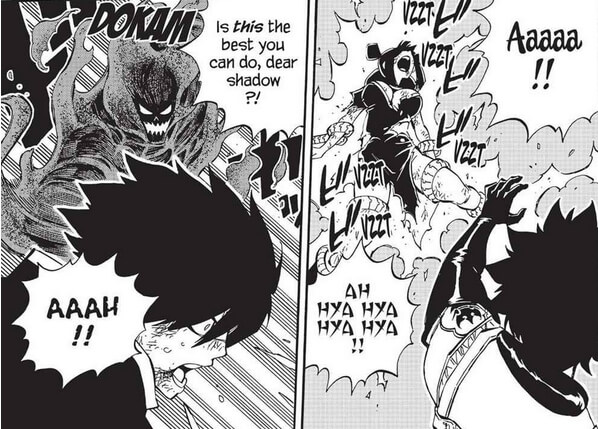 Aaaaa
!!
VZZT
VZZT
VZZT
VZZT
VZZT
AH
HYA HYA
HYA HYA
!!
Is this the
best you
can do, dear
shadow
?!
DOKAM
AAAH
!!